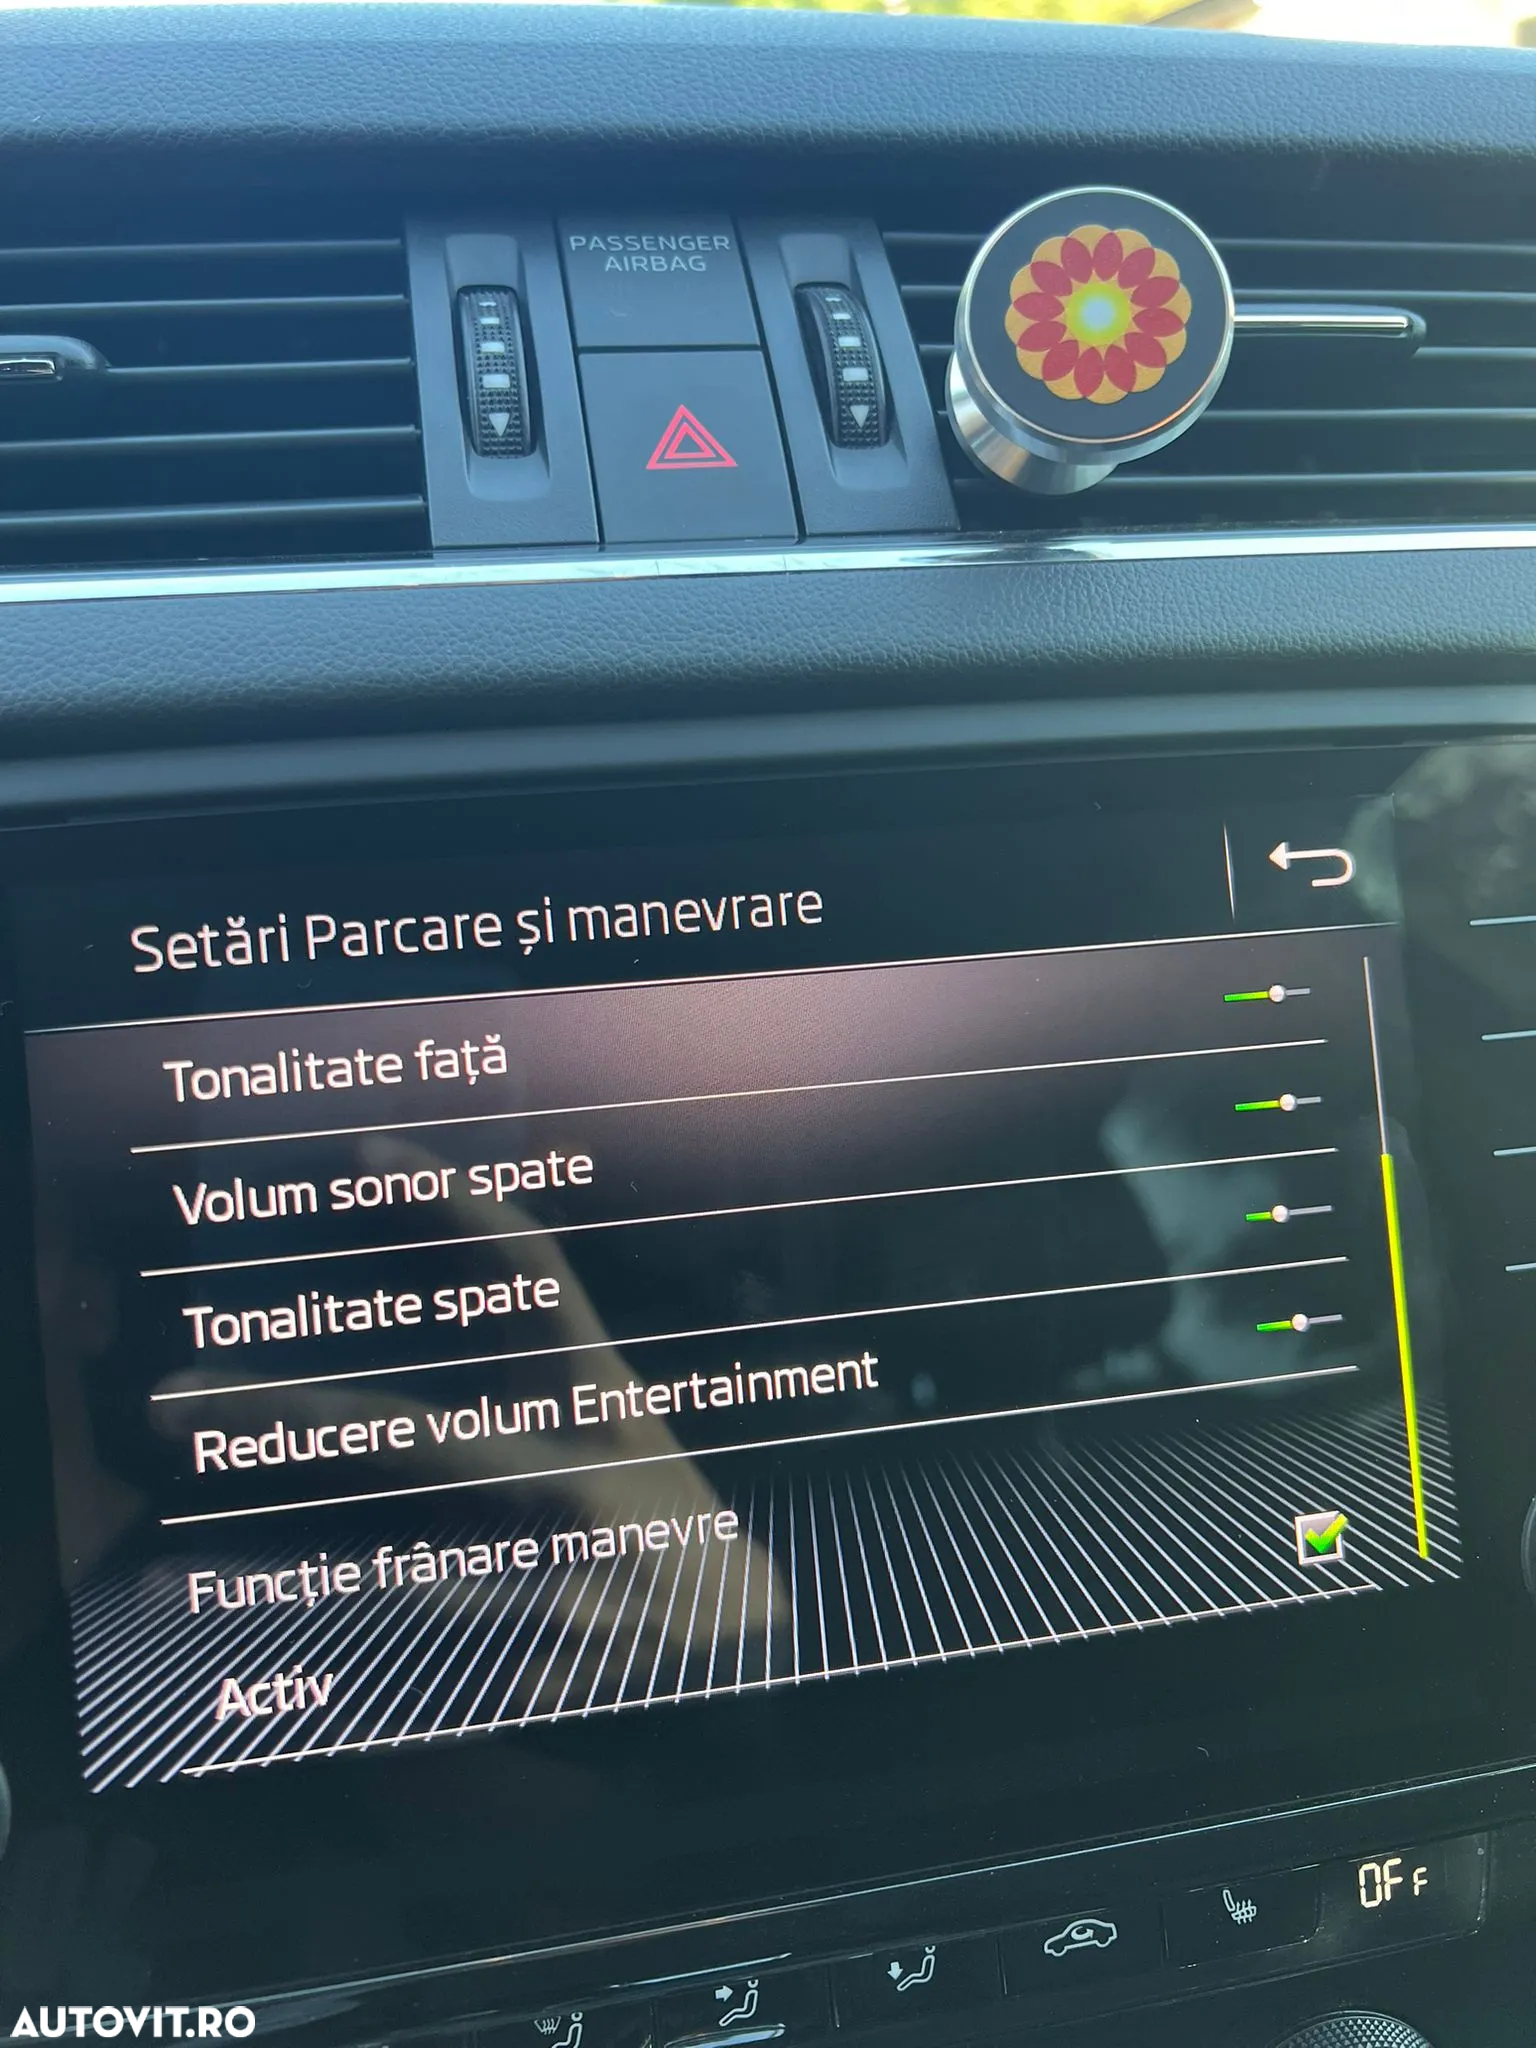 PASSENGER
AIRBAG
Setări Parcare și manevrare
Tonalitate față
Volum sonor spate
Tonalitate spate
Reducere volum Entertainment
Funcție frânare manevre
Activ
OFF
AUTOVIT.RO